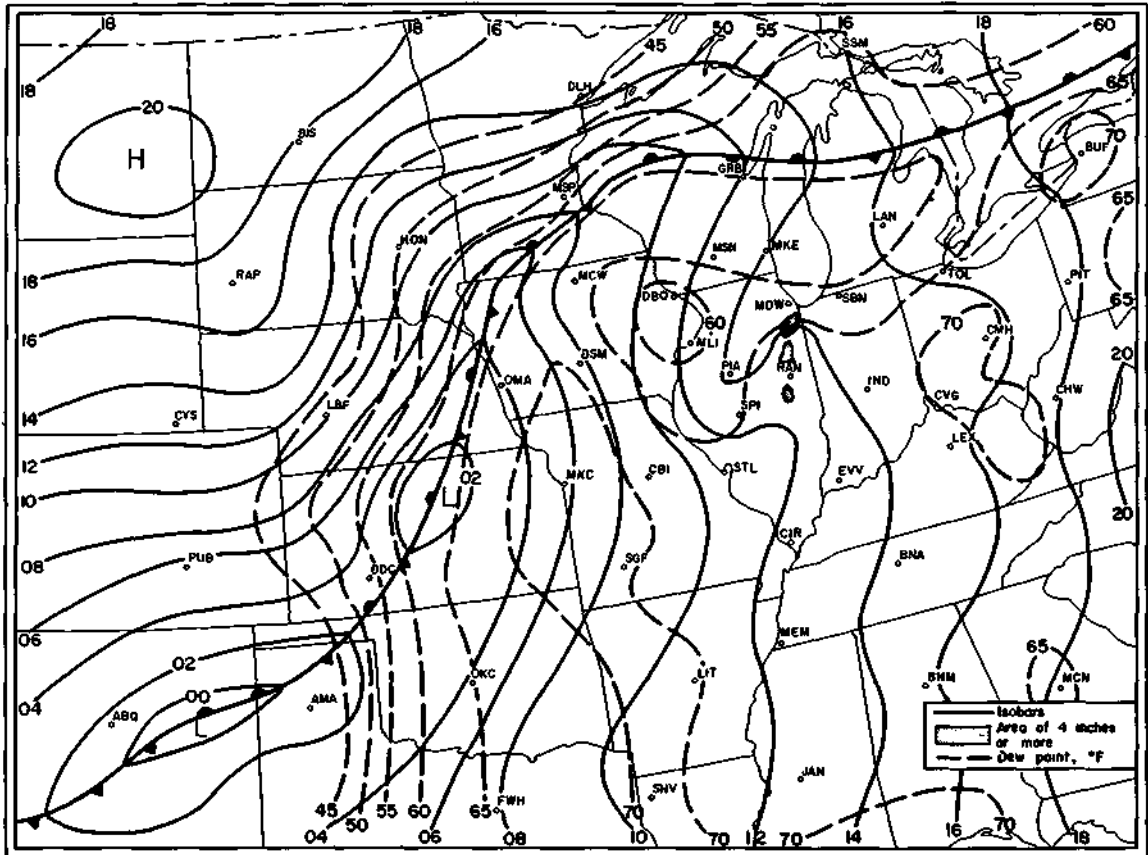 18
18
16
45
50
55
16
18
60
SSM
DLH
18
65
20
H
BIS
70
BUF
MSP
GRB
LAN
65
HON
MSN
MKE
TOL
PIT
18
RAP
MCW
DBQ
MDW
SBN
65
16
60
70
CMH
MLI
DSM
20
PIA
RAN
IND
OMA
14
CYS
LBF
SPI
CVG
CHW
LEX
12
02
MKC
CBI
STL
EVV
10
L
20
CIR
BNA
08
PUB
DDC
SGF
06
MEM
02
65
OKC
LIT
BNM
MCN
00
AMA
04
ABQ
L
Isobars
Area of 4 inches
or more
Dew point, °F
JAN
SHV
45
55
60
65
FWH
70
50
04
06
08
10
70
12
70
14
16
70
18